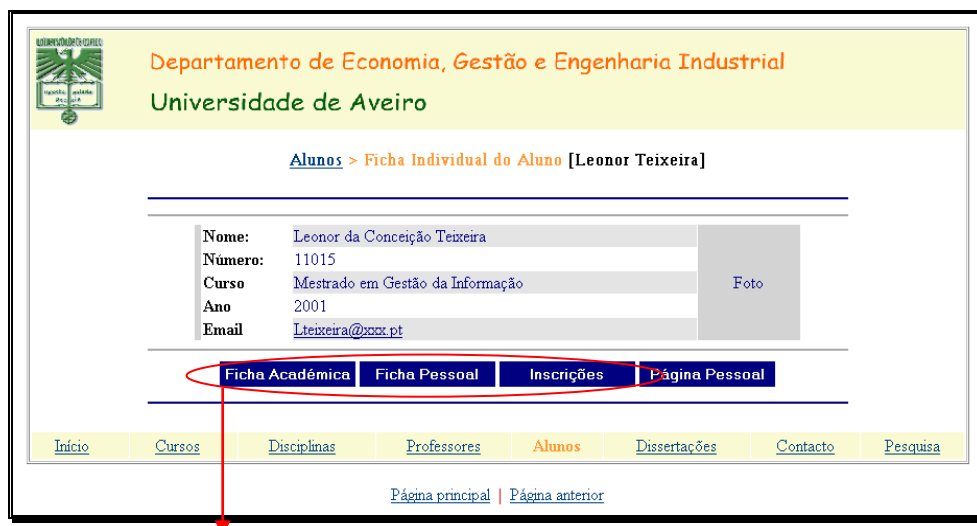 Departamento de Economia, Gestão e Engenharia Industrial
Universidade de Aveiro
Alunos > Ficha Individual do Aluno [Leonor Teixeira]
Nome: Leonor da Conceição Teixeira
Número: 11015
Curso Mestrado em Gestão da Informação
Foto
Ano 2001
Email Lteixeira@xxx.pt
Ficha Académica Ficha Pessoal Inscrições Página Pessoal
Início Cursos Disciplinas Professores Alunos Dissertações Contacto Pesquisa
Página principal | Página anterior